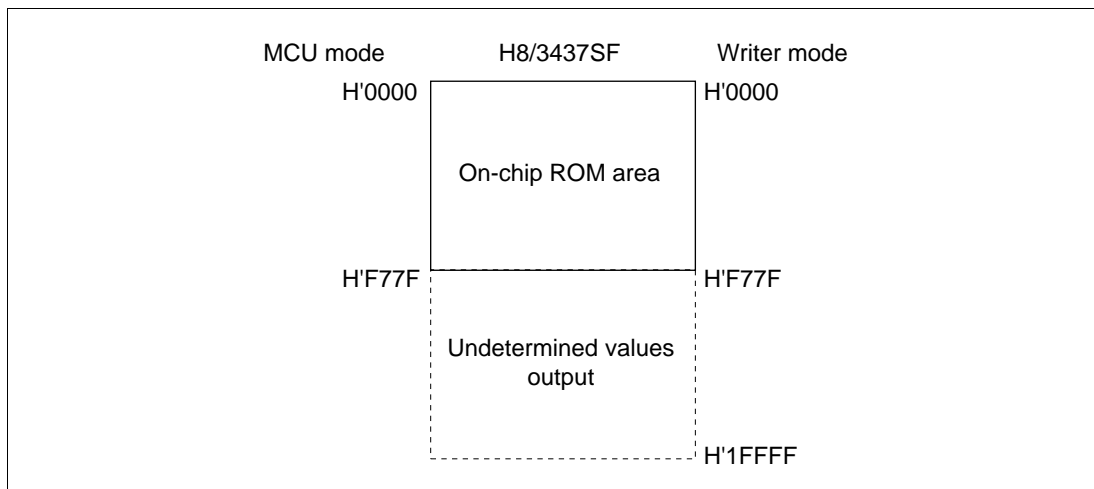 MCU mode H8/3437SF Writer mode
H'0000 H'0000
On-chip ROM area
H'F77F H'F77F
Undetermined values
output
H'1FFFF